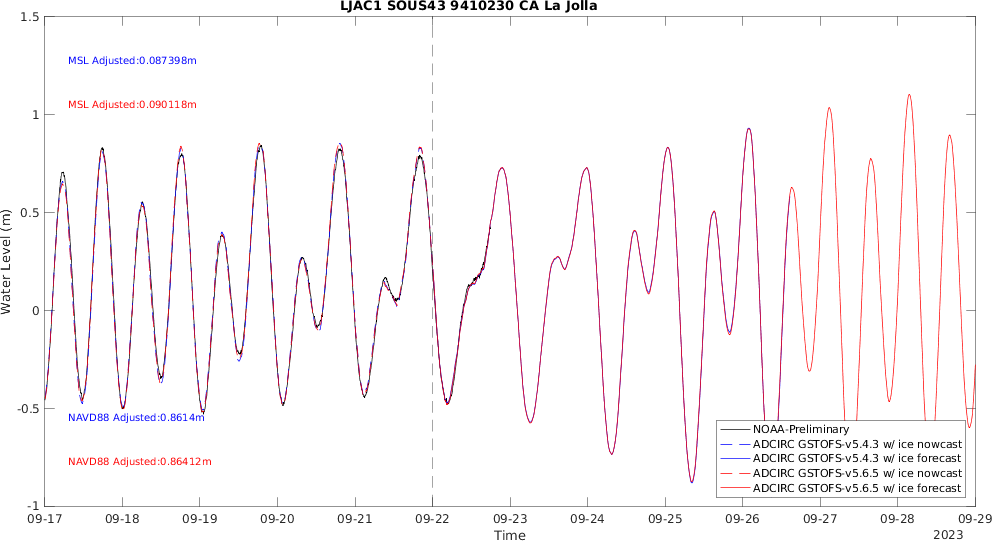 LJAC1 SOUS43 9410230 CA La Jolla
1.5
1
0.5
0
-0.5
-1
Water Level (m)
MSL Adjusted:0.087398m
MSL Adjusted:0.090118m
NAVD88 Adjusted:0.8614m
NAVD88 Adjusted:0.86412m
NOAA-Preliminary
ADCIRC GSTOFS-v5.4.3 w/ ice nowcast
ADCIRC GSTOFS-v5.4.3 w/ ice forecast
ADCIRC GSTOFS-v5.6.5 w/ ice nowcast
ADCIRC GSTOFS-v5.6.5 w/ ice forecast
09-17 09-18 09-19 09-20 09-21 09-22 09-23 09-24 09-25 09-26 09-27 09-28 09-29
Time
2023